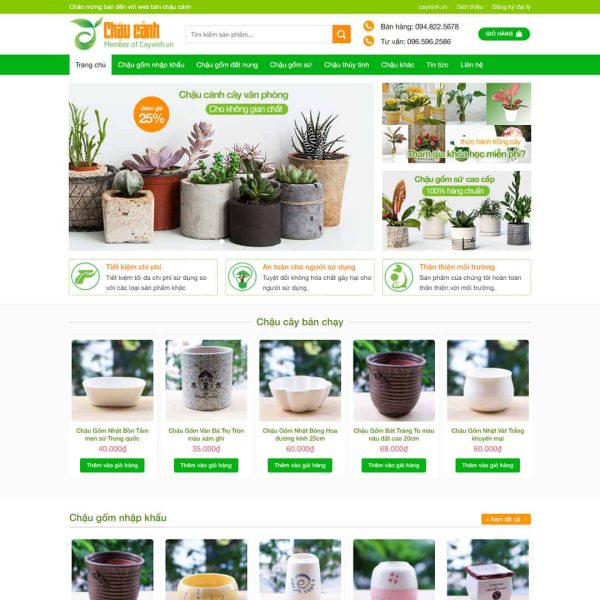 Chào mừng bạn đến với web bán chậu cảnh
cayxinh.vn
Giới thiệu
Đăng ký đại lý
Chậu cảnh
Member of Cayxinh.vn
Tìm kiếm sản phẩm...
Bán hàng: 094.822.5678
Tư vấn: 096.596.2586
GIỎ HÀNG
Trang chủ
Chậu gốm nhập khẩu
Chậu gốm đất nung
Chậu gốm sứ
Chậu thủy tinh
Chậu khác
Tin tức
Liên hệ
Giảm giá
25%
Chậu cảnh cây văn phòng
Cho không gian chất
thực hành trồng cây
Tham gia khóa học miễn phí?
Chậu gốm sứ cao cấp
100% hàng chuẩn
Tiết kiệm chi phí
Tiết kiệm tối đa chi phí sử dụng so
với các loại sản phẩm khác
An toàn cho người sử dụng
Tuyệt đối không hóa chất gây hại cho
người sử dụng.
Thân thiện môi trường
Sản phẩm của chúng tôi hoàn toàn
thân thiện với môi trường.
Chậu cây bán chạy
Chậu Gốm Nhật Bồn Tắm
men sứ Trung quốc
40.000₫
Thêm vào giỏ hàng
Chậu Gốm Vân Đá Trụ Tròn
màu xám ghi
35.000₫
Thêm vào giỏ hàng
Chậu Gốm Nhật Bông Hoa
đường kính 25cm
60.000₫
Thêm vào giỏ hàng
Chậu Gốm Bát Tràng To màu
nâu đất cao 20cm
68.000₫
Thêm vào giỏ hàng
Chậu Gốm Nhật Vát Trắng
khuyến mại
60.000₫
Thêm vào giỏ hàng
Chậu gốm nhập khẩu
+ Xem tất cả